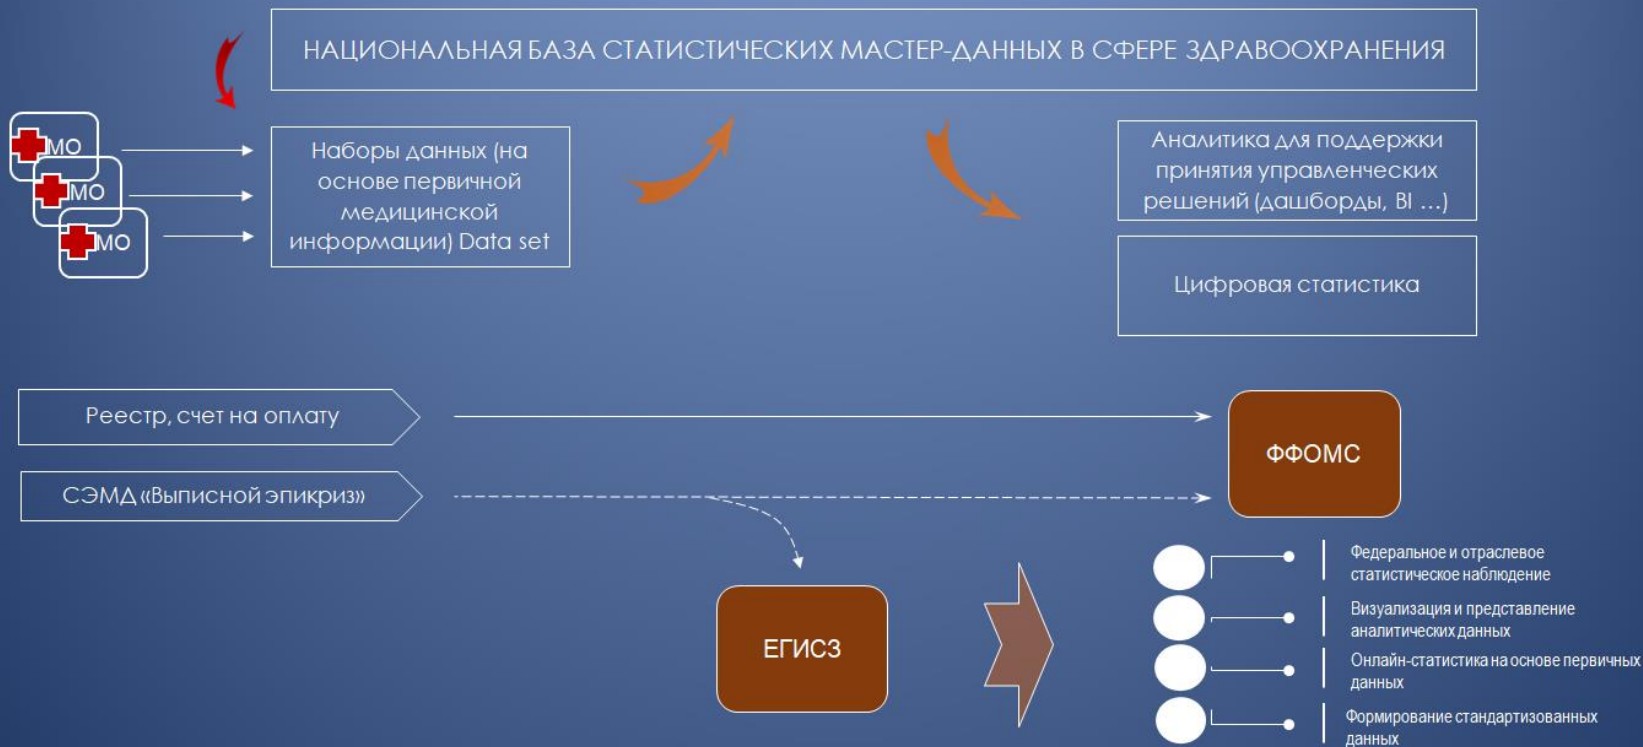 НАЦИОНАЛЬНАЯ БАЗА СТАТИСТИЧЕСКИХ МАСТЕР-ДАННЫХ В СФЕРЕ ЗДРАВООХРАНЕНИЯ
МО
МО
МО
Наборы данных (на
основе первичной
медицинской
информации) Data set
Аналитика для поддержки
принятия управленческих
решений (дашборды, BI ...)
Цифровая статистика
Реестр, счет на оплату
СЭМД «Выписной эпикриз»
ФФОМС
ЕГИСЗ
Федеральное и отраслевое
статистическое наблюдение
Визуализация и представление
аналитических данных
Онлайн-статистика на основе первичных
данных
Формирование стандартизованных
данных